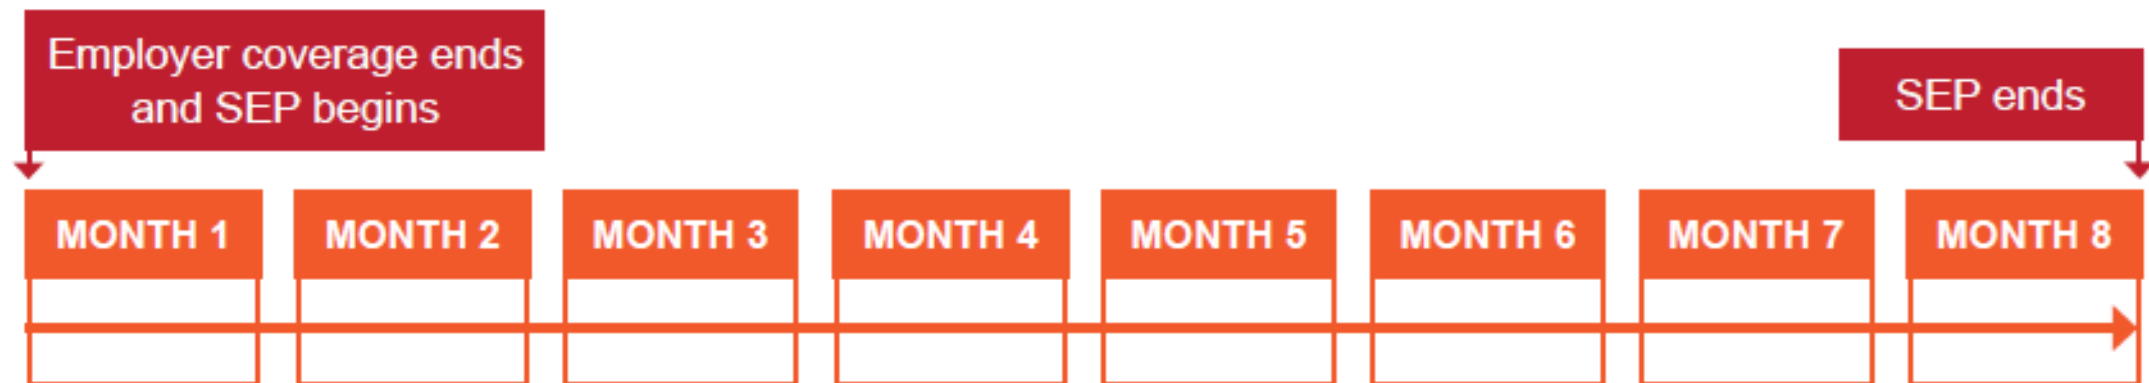 Employer coverage ends
and SEP begins
SEP ends
MONTH 1
MONTH 2
MONTH 3
MONTH 4
MONTH 5
MONTH 6
MONTH 7
MONTH 8